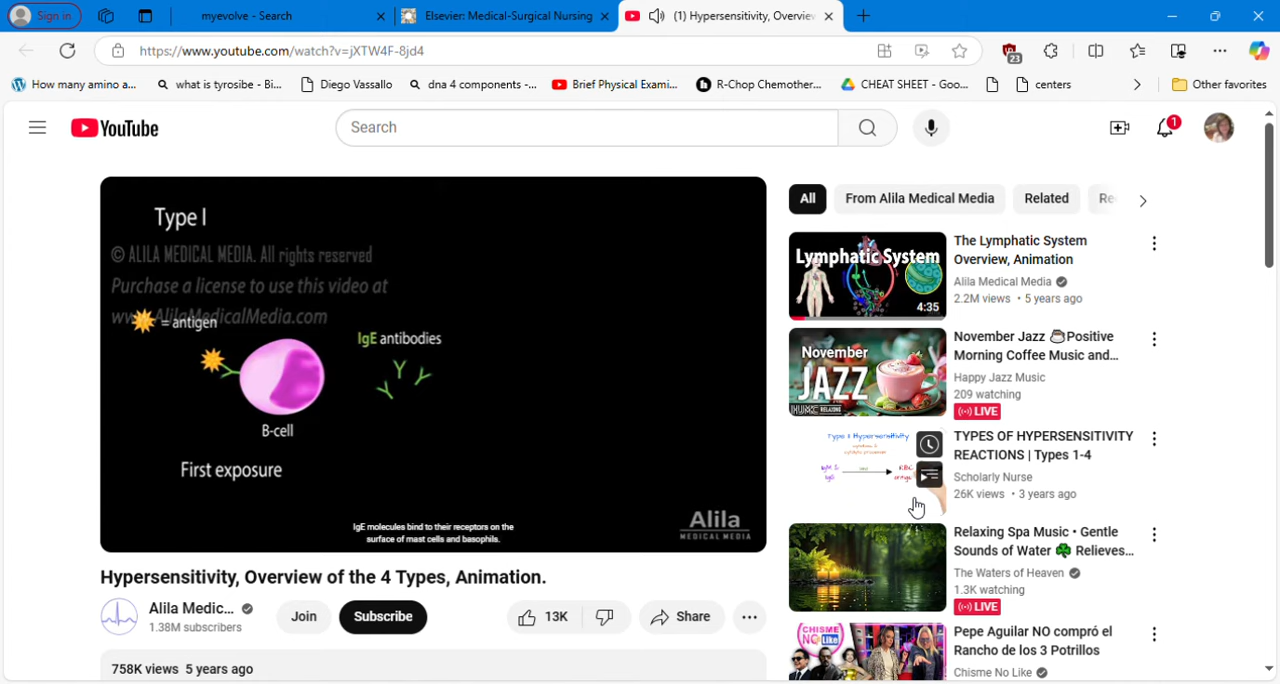 Sign in
myevolve - Search
Elsevier: Medical-Surgical Nursing
(1) Hypersensitivity, Overview
https://www.youtube.com/watch?v=jXTW4F-8jd4
23
How many amino a...
what is tyrosibe - Bi...
Diego Vassallo
dna 4 components -...
Brief Physical Exami...
R-Chop Chemother...
CHEAT SHEET - Goo...
centers
Other favorites
YouTube
Search
1
Type I
© ALILA MEDICAL MEDIA. All rights reserved
Purchase a license to use this video at
www.AlilaMedicalMedia.com
= antigen
IgE antibodies
B-cell
First exposure
IgE molecules bind to their receptors on the
surface of mast cells and basophils.
Alila
MEDICAL MEDIA
Hypersensitivity, Overview of the 4 Types, Animation.
Alila Medic...
1.38M subscribers
Join
Subscribe
13K
Share
758K views 5 years ago
All
From Alila Medical Media
Related
Re
Lymphatic System
4:35
The Lymphatic System
Overview, Animation
Alila Medical Media
2.2M views • 5 years ago
November
JAZZ
November Jazz ☕Positive
Morning Coffee Music and...
Happy Jazz Music
209 watching
LIVE
Type II Hypersensitivity
TYPES OF HYPERSENSITIVITY
REACTIONS | Types 1-4
Scholarly Nurse
26K views • 3 years ago
Relaxing Spa Music • Gentle
Sounds of Water 🍀 Relieves...
The Waters of Heaven
1.3K watching
LIVE
CHISME
NO Like
Pepe Aguilar NO compró el
Rancho de los 3 Potrillos
Chisme No Like